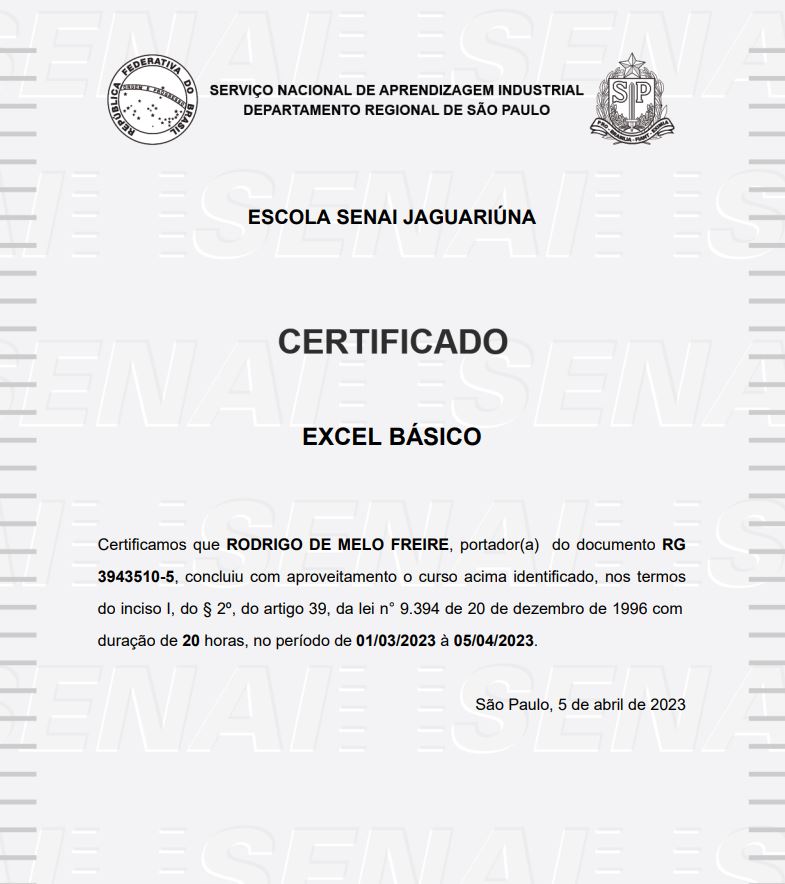 REPÚBLICA FEDERATIVA DO BRASIL
ORDEM E PROGRESSO
SERVIÇO NACIONAL DE APRENDIZAGEM INDUSTRIAL
DEPARTAMENTO REGIONAL DE SÃO PAULO
SP
ESCOLA SENAI JAGUARIÚNA
CERTIFICADO
EXCEL BÁSICO
Certificamos que RODRIGO DE MELO FREIRE, portador(a) do documento RG
3943510-5, concluiu com aproveitamento o curso acima identificado, nos termos
do inciso I, do § 2º, do artigo 39, da lei n° 9.394 de 20 de dezembro de 1996 com
duração de 20 horas, no período de 01/03/2023 à 05/04/2023.
São Paulo, 5 de abril de 2023
SENAI